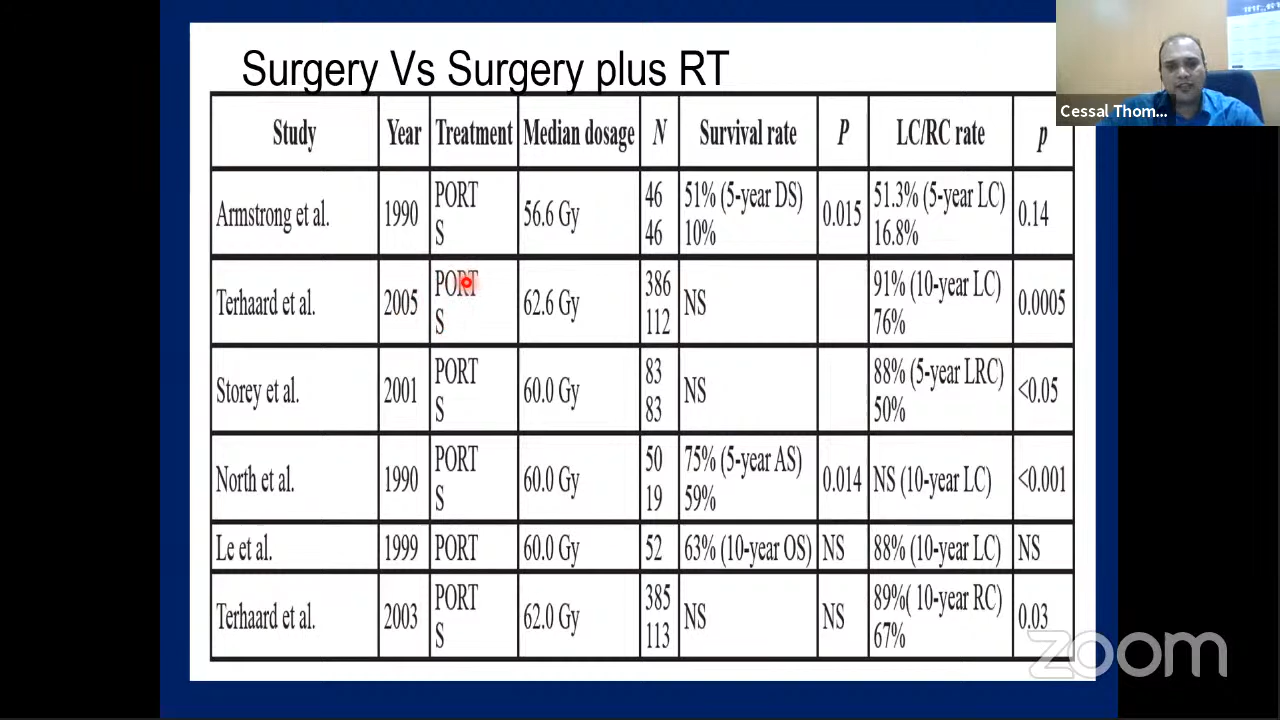 Surgery Vs Surgery plus RT
Cessal Thom...
Study Year Treatment Median dosage N Survival rate P LC/RC rate p
Armstrong et al. 1990 PORT 56.6 Gy 46 51% (5-year DS) 0.015 51.3% (5-year LC) 0.14
S 46 10% 16.8%
Terhaard et al. 2005 PORT 62.6 Gy 386 NS 91% (10-year LC) 0.0005
S 112 76%
Storey et al. 2001 PORT 60.0 Gy 83 NS 88% (5-year LRC) <0.05
S 83 50%
North et al. 1990 PORT 60.0 Gy 50 75% (5-year AS) 0.014 NS (10-year LC) <0.001
S 19 59%
Le et al. 1999 PORT 60.0 Gy 52 63% (10-year OS) NS 88% (10-year LC) NS
Terhaard et al. 2003 PORT 62.0 Gy 385 NS NS 89%( 10-year RC) 0.03
S 113 67%
zoom